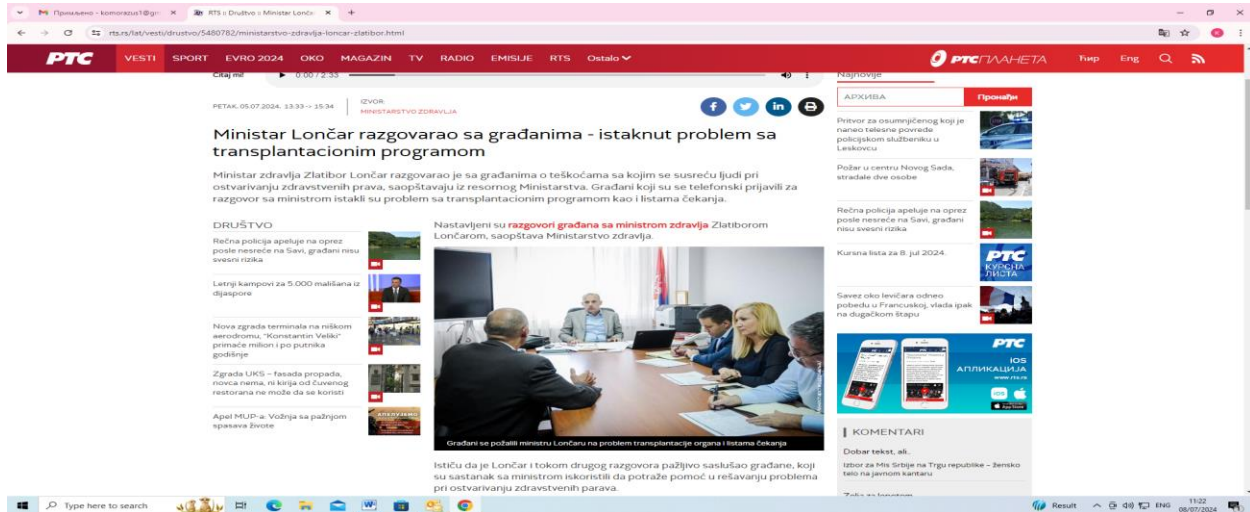 Примљено - komorazus1@gm
RTS :: Društvo :: Ministar Lonča
rts.rs/lat/vesti/drustvo/5480782/ministarstvo-zdravlja-loncar-zlatibor.html
РТС VESTI SPORT EVRO 2024 OKO MAGAZIN TV RADIO EMISIJE RTS Ostalo РТС ПЛАНЕТА Ћир Eng
Čitaj mi! 0:00 / 2:33
PETAK, 05.07.2024, 13:33 -> 15:34
IZVOR:
MINISTARSTVO ZDRAVLJA
Ministar Lončar razgovarao sa građanima - istaknut problem sa
transplantacionim programom
Ministar zdravlja Zlatibor Lončar razgovarao je sa građanima o teškoćama sa kojim se susreću ljudi pri
ostvarivanju zdravstvenih prava, saopštavaju iz resornog Ministarstva. Građani koji su se telefonski prijavili za
razgovor sa ministrom istakli su problem sa transplantacionim programom kao i listama čekanja.
DRUŠTVO
Rečna policija apeluje na oprez
posle nesreće na Savi, građani nisu
svesni rizika
Letnji kampovi za 5.000 mališana iz
dijaspore
Nova zgrada terminala na niškom
aerodromu, "Konstantin Veliki"
primaće milion i po putnika
godišnje
Zgrada UKS – fasada propada,
novca nema, ni kirija od čuvenog
restorana ne može da se koristi
Apel MUP-a: Vožnja sa pažnjom
spasava živote
Nastavljeni su razgovori građana sa ministrom zdravlja Zlatiborom
Lončarom, saopštava Ministarstvo zdravlja.
Građani se požalili ministru Lončaru na problem transplantacije organa i listama čekanja
Ističu da je Lončar i tokom drugog razgovora pažljivo saslušao građane, koji
su sastanak sa ministrom iskoristili da potraže pomoć u rešavanju problema
pri ostvarivanju zdravstvenih parava.
Najnovije
АРХИВА Пронађи
Pritvor za osumnjičenog koji je
naneo telesne povrede
policijskom službeniku u
Leskovcu
Požar u centru Novog Sada,
stradale dve osobe
Rečna policija apeluje na oprez
posle nesreće na Savi, građani
nisu svesni rizika
Kursna lista za 8. jul 2024.
РТС
КУРСНА
ЛИСТА
Savez oko levičara odneo
pobedu u Francuskoj, vlada ipak
na dugačkom štapu
РТС
iOS
АПЛИКАЦИЈА
www.rts.rs
App Store
KOMENTARI
Dobar tekst, ali..
Izbor za Mis Srbije na Trgu republike – žensko
telo na javnom kantaru
Type here to search
Result ENG 11:22
08/07/2024